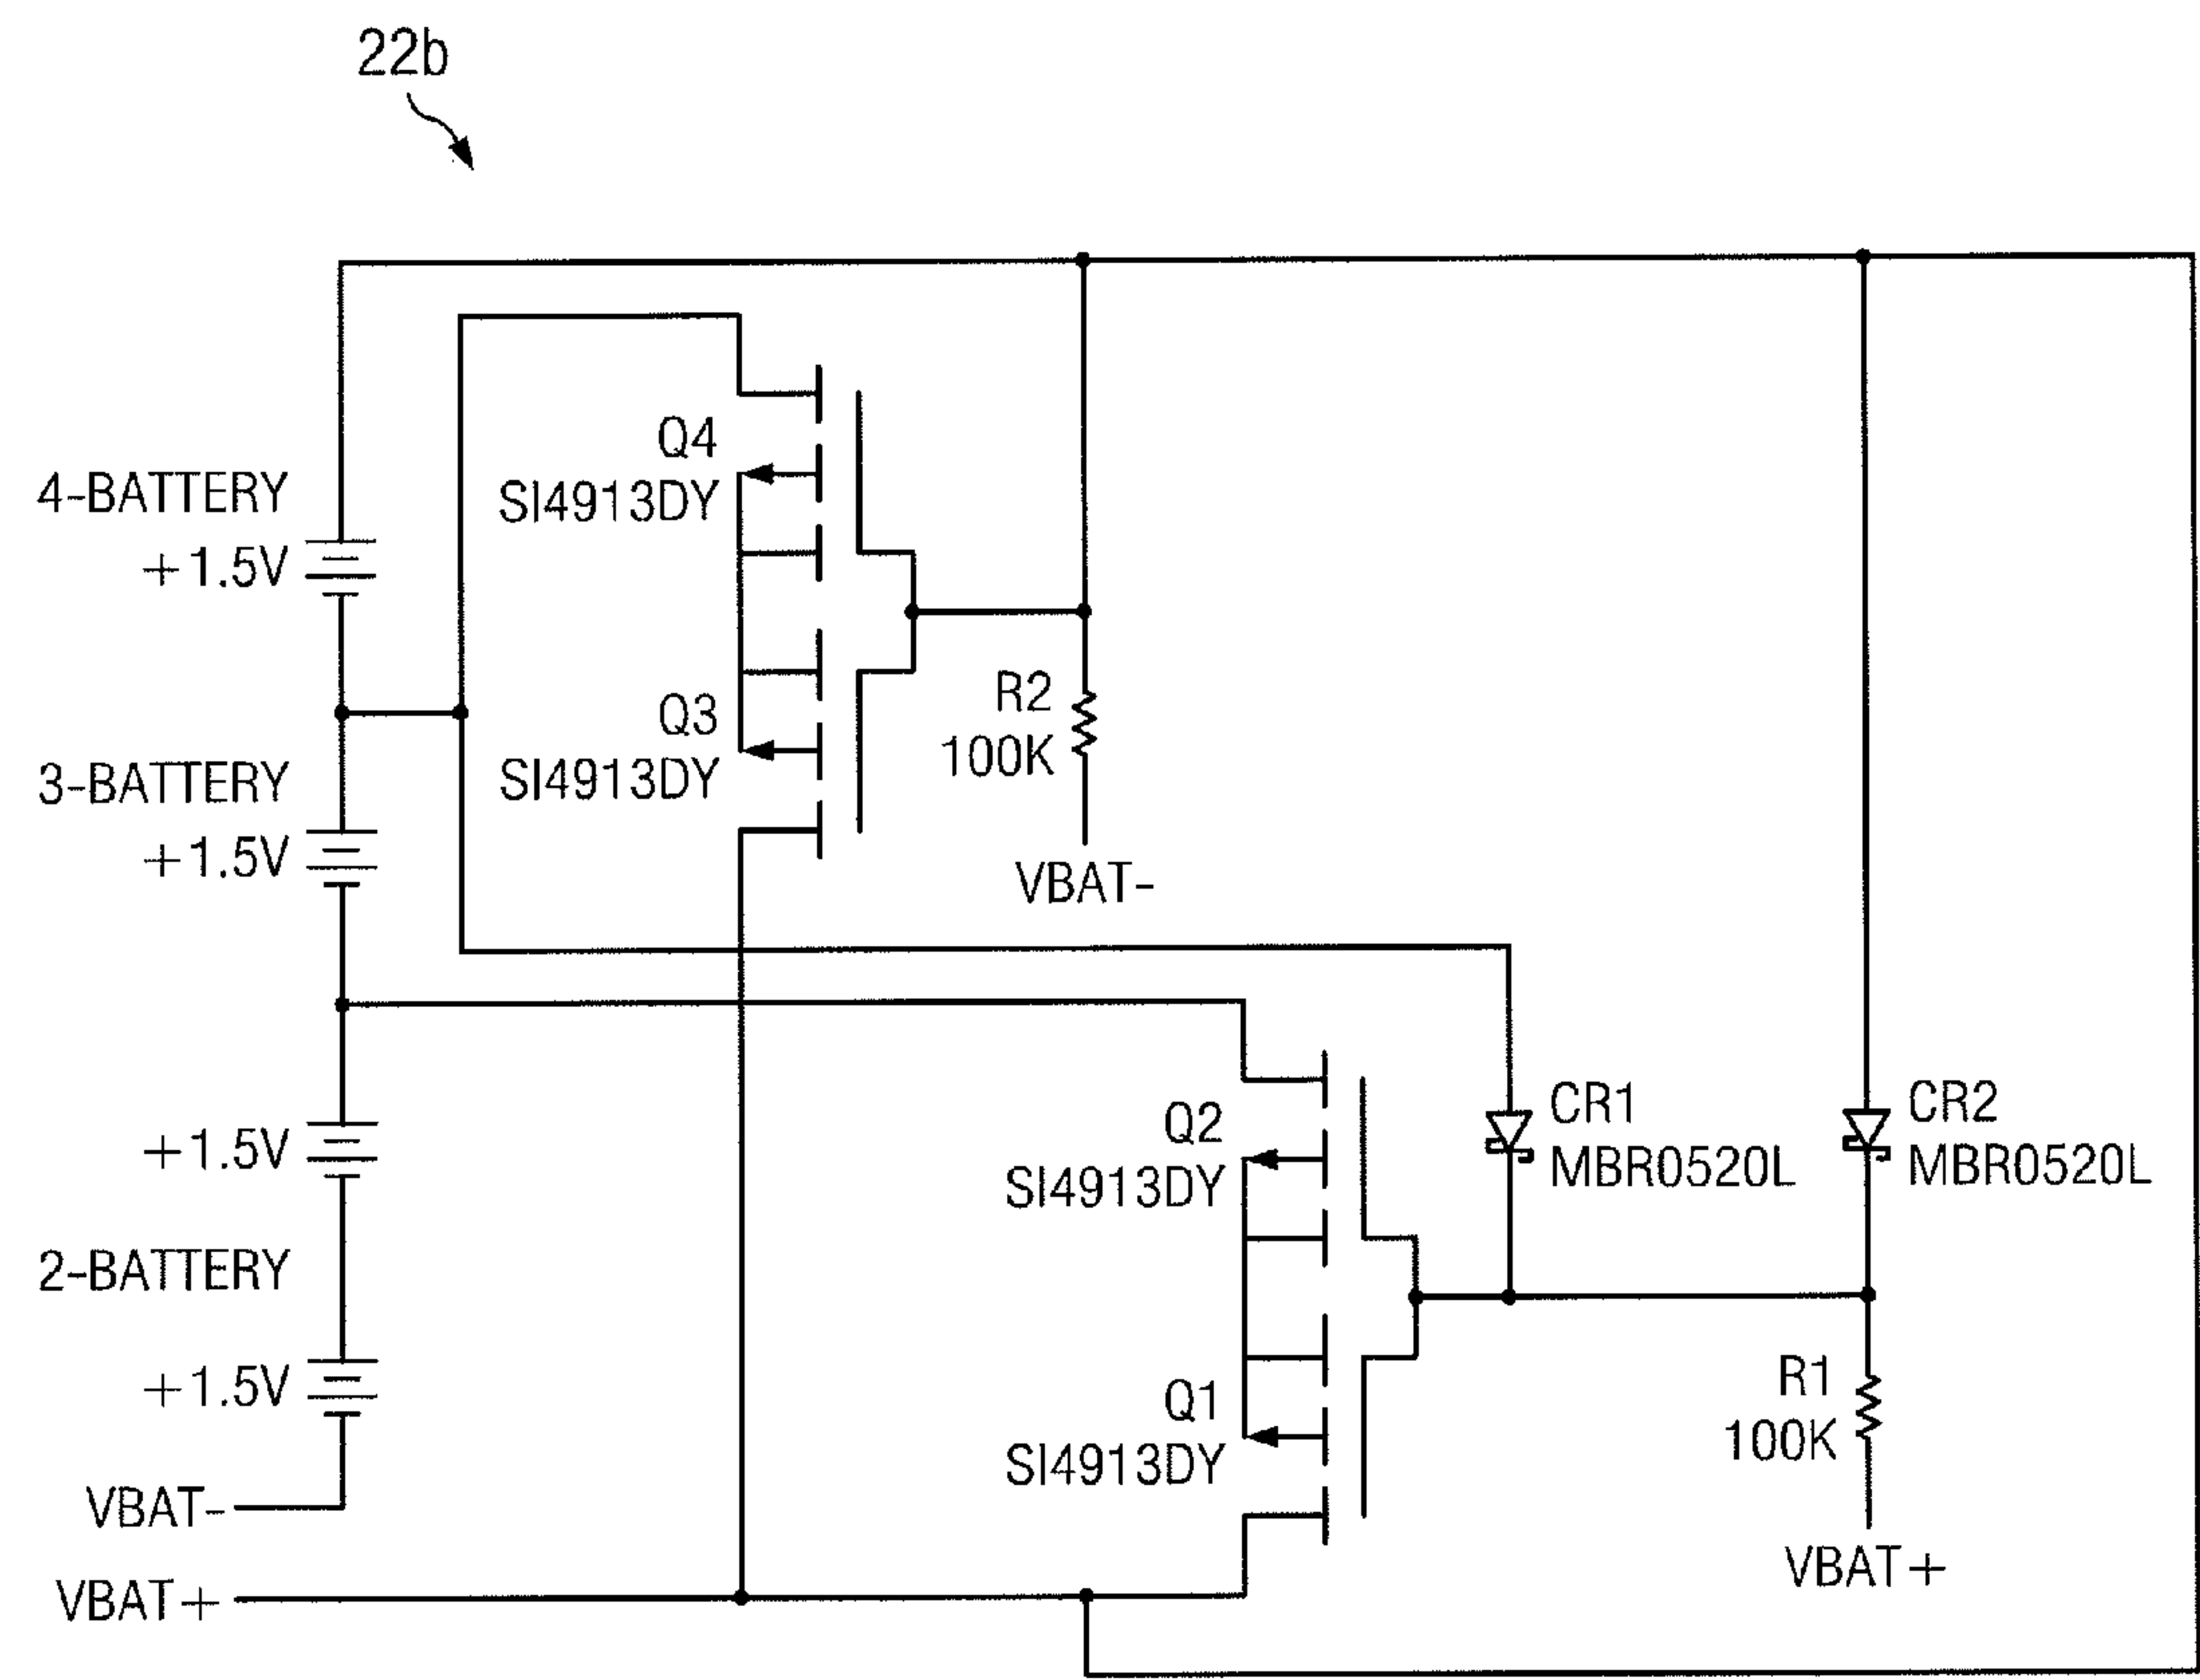 22b
4-BATTERY
+1.5V
Q4
SI4913DY
3-BATTERY
+1.5V
Q3
SI4913DY
R2
100K
VBAT-
+1.5V
2-BATTERY
+1.5V
Q2
SI4913DY
CR1
MBR0520L
CR2
MBR0520L
Q1
SI4913DY
R1
100K
VBAT-
VBAT+
VBAT+